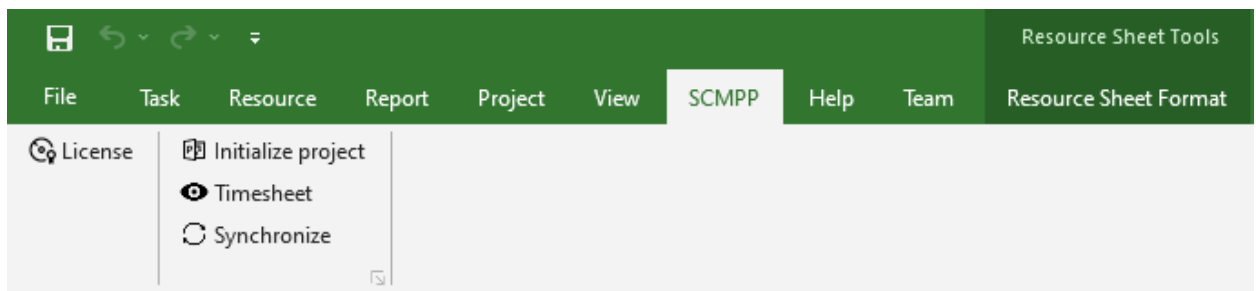 Resource Sheet Tools
File Task Resource Report Project View SCMPP Help Team Resource Sheet Format
License Initialize project
Timesheet
Synchronize